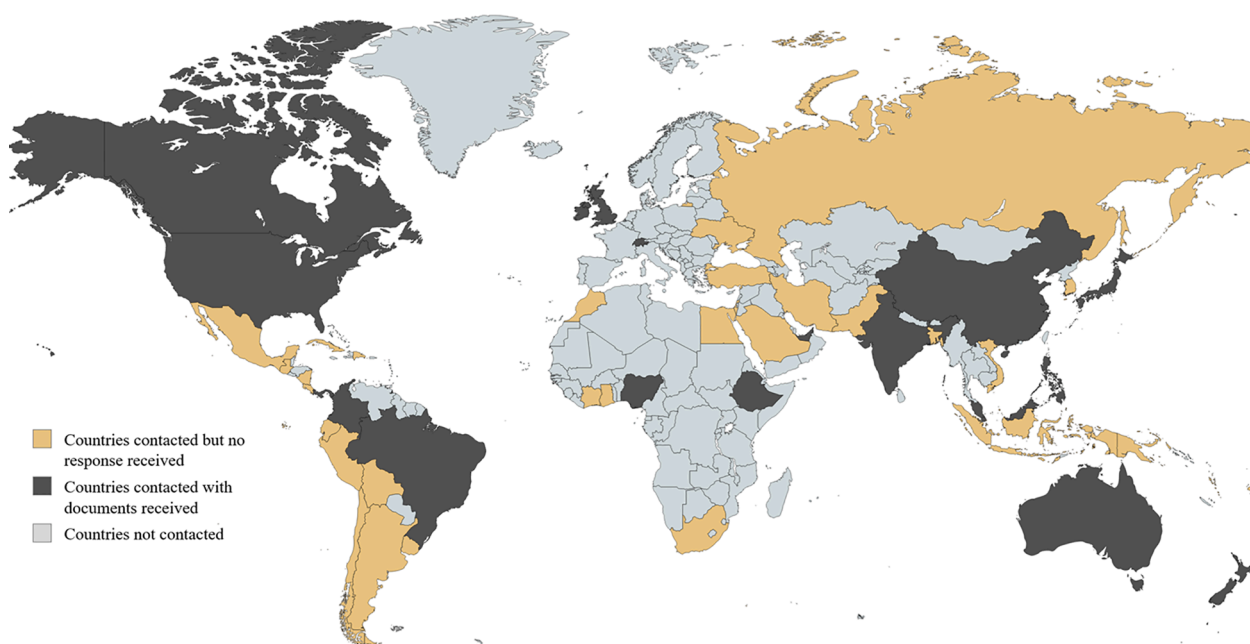 Countries contacted but no
response received
Countries contacted with
documents received
Countries not contacted